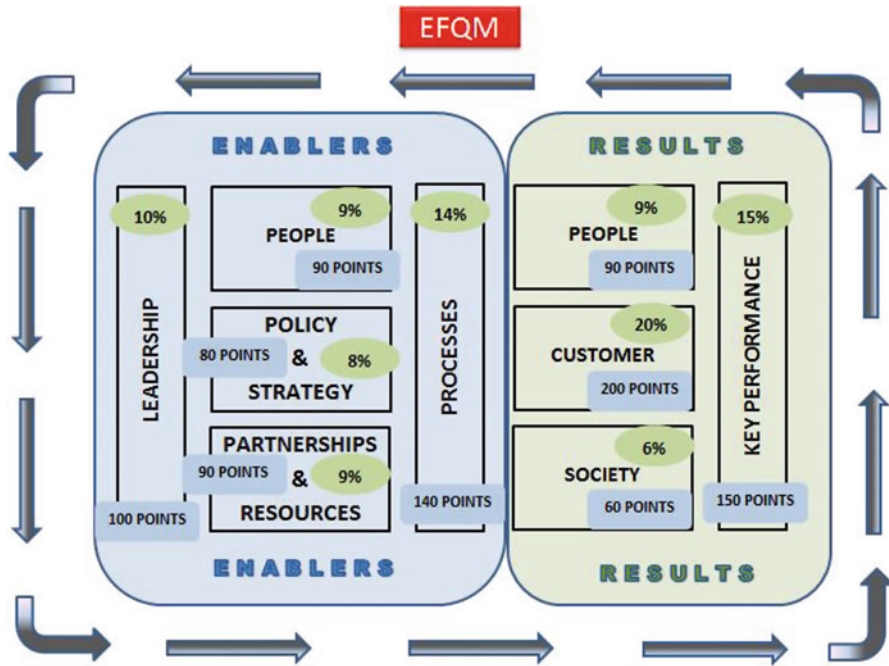 EFQM
ENABLERS
10%
LEADERSHIP
100 POINTS
9%
PEOPLE
90 POINTS
POLICY
80 POINTS
&
8%
STRATEGY
PARTNERSHIPS
90 POINTS
&
9%
RESOURCES
14%
PROCESSES
140 POINTS
ENABLERS
RESULTS
9%
PEOPLE
90 POINTS
20%
CUSTOMER
200 POINTS
6%
SOCIETY
60 POINTS
15%
KEY PERFORMANCE
150 POINTS
RESULTS